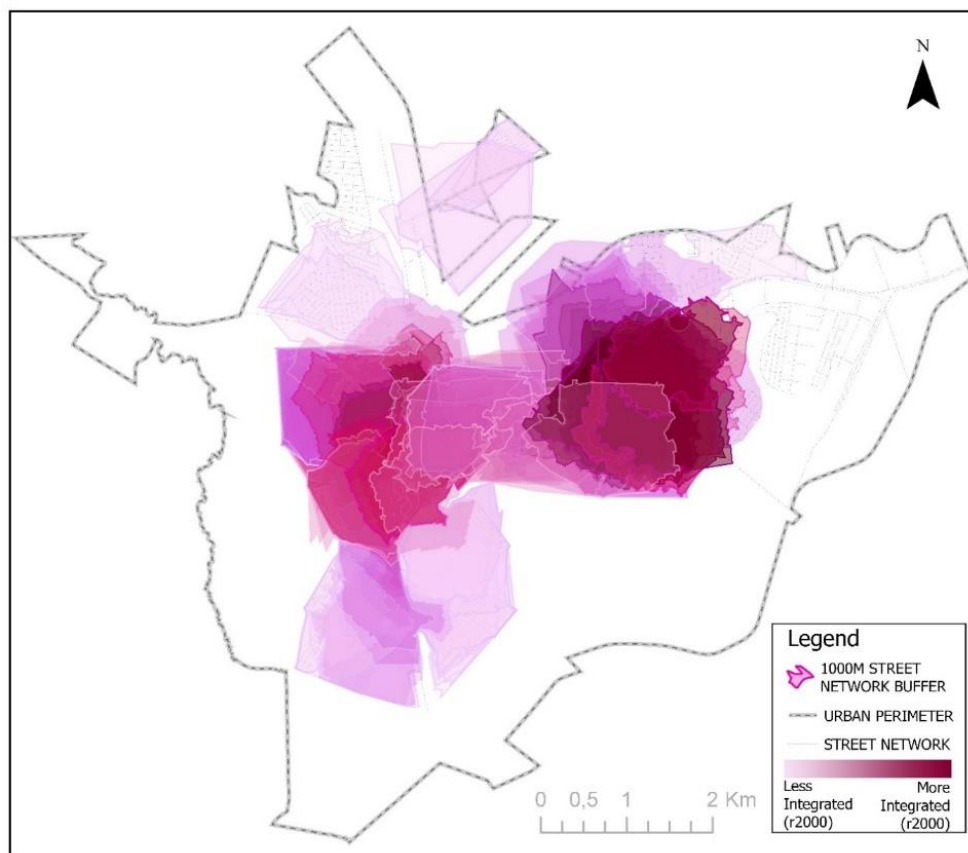 N
Legend
1000M STREET
NETWORK BUFFER
URBAN PERIMETER
STREET NETWORK
Less More
Integrated Integrated
(r2000) (r2000)
0 0,5 1 2 Km